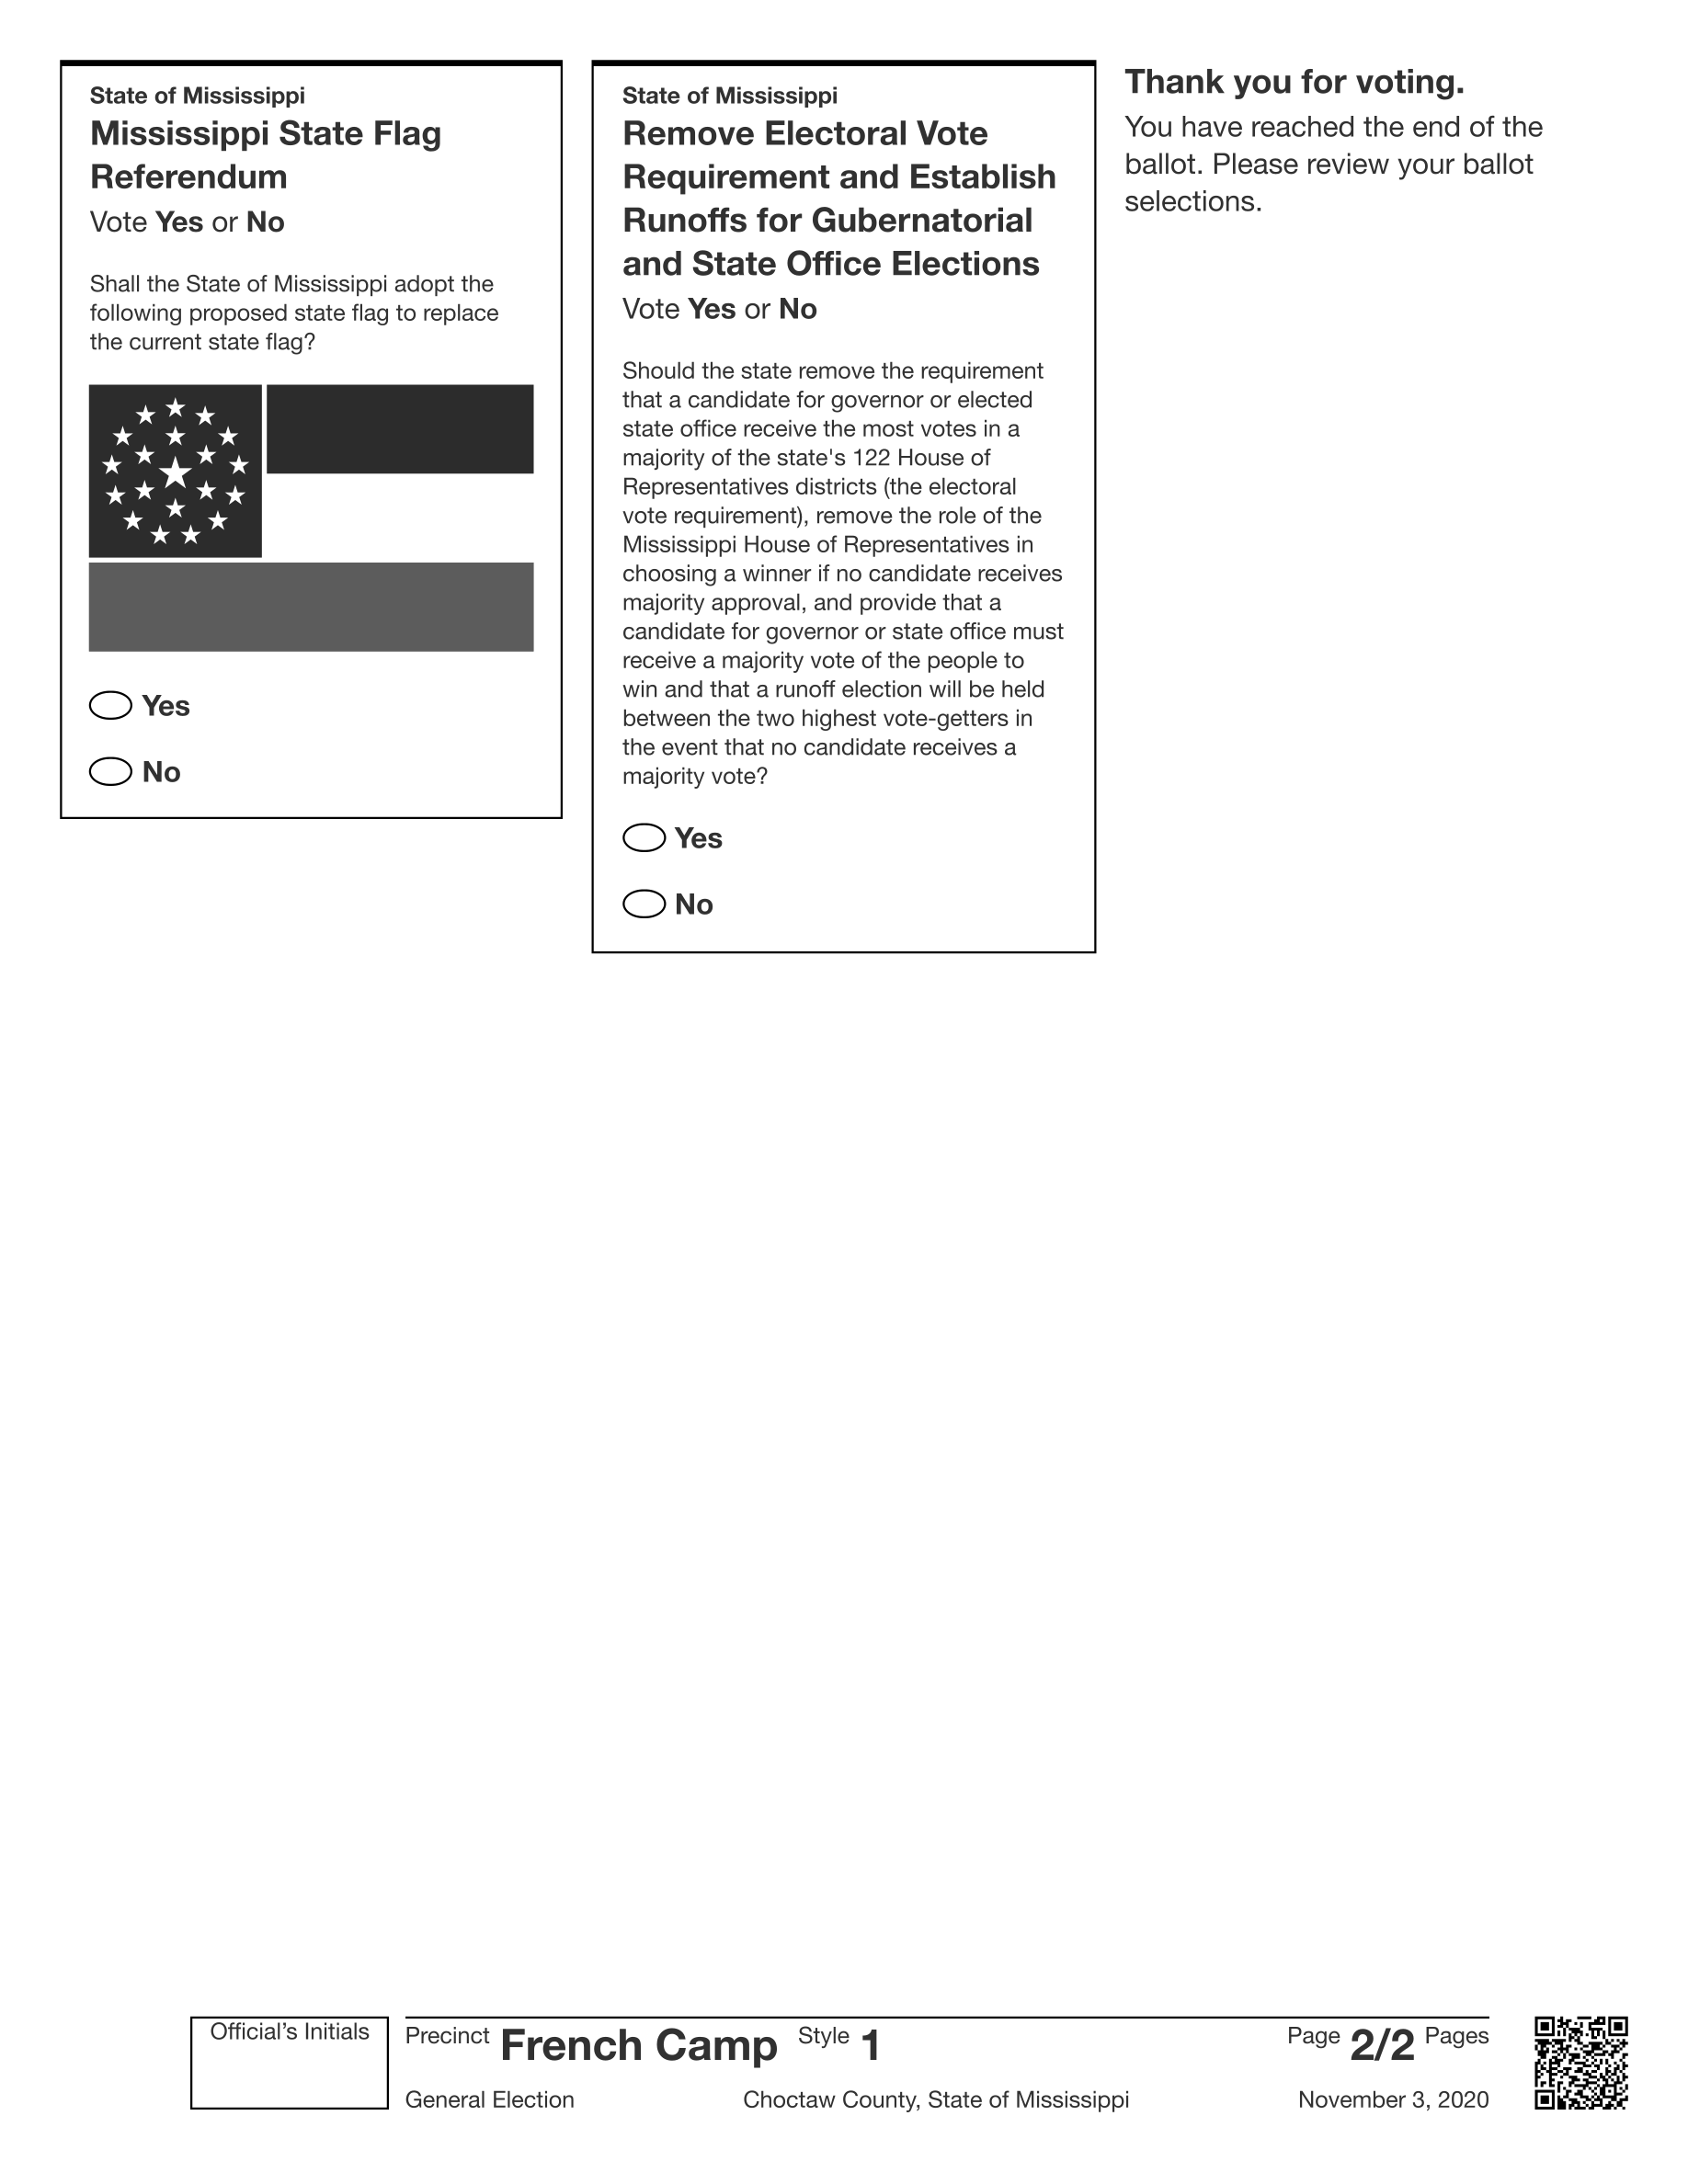 State of Mississippi
Mississippi State Flag
Referendum
Vote Yes or No
Shall the State of Mississippi adopt the
following proposed state flag to replace
the current state flag?
Yes
No
State of Mississippi
Remove Electoral Vote
Requirement and Establish
Runoffs for Gubernatorial
and State Office Elections
Vote Yes or No
Should the state remove the requirement
that a candidate for governor or elected
state office receive the most votes in a
majority of the state's 122 House of
Representatives districts (the electoral
vote requirement), remove the role of the
Mississippi House of Representatives in
choosing a winner if no candidate receives
majority approval, and provide that a
candidate for governor or state office must
receive a majority vote of the people to
win and that a runoff election will be held
between the two highest vote-getters in
the event that no candidate receives a
majority vote?
Yes
No
Thank you for voting.
You have reached the end of the
ballot. Please review your ballot
selections.
Official's Initials
Precinct French Camp Style 1 Page 2/2 Pages
General Election Choctaw County, State of Mississippi November 3, 2020